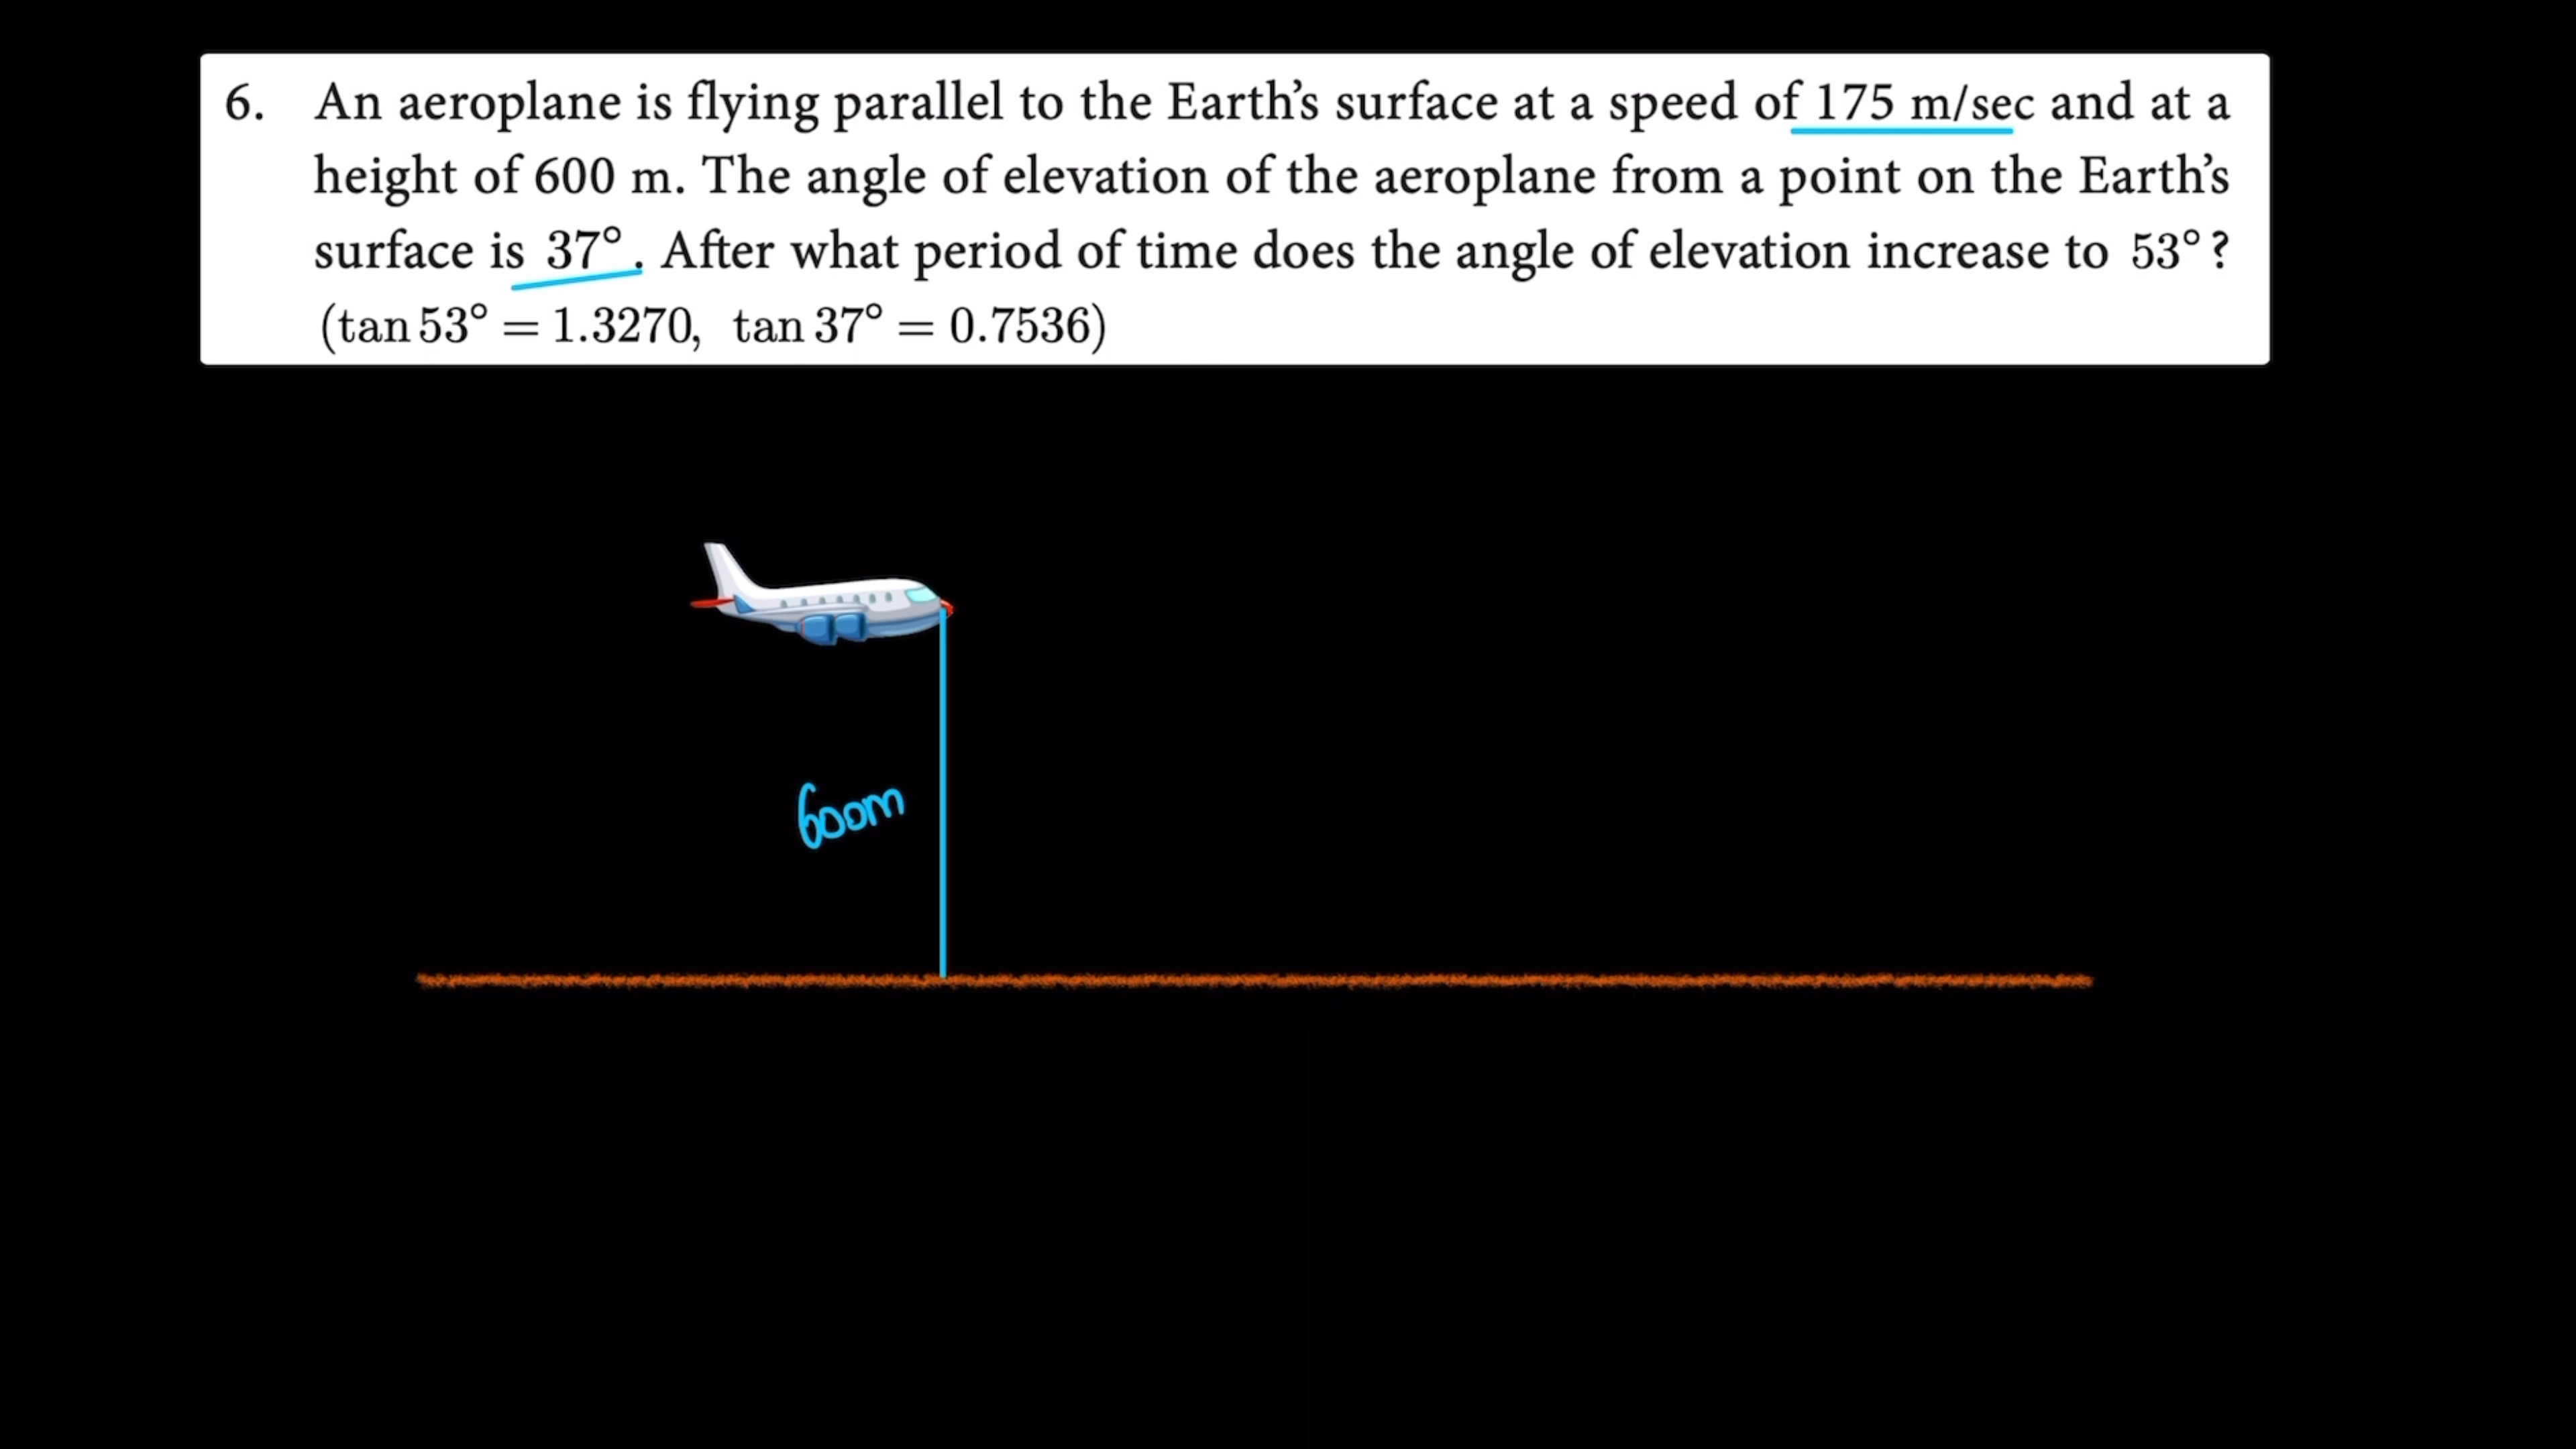 6. An aeroplane is flying parallel to the Earth’s surface at a speed of 175 m/sec and at a
height of 600 m. The angle of elevation of the aeroplane from a point on the Earth’s
surface is 37°. After what period of time does the angle of elevation increase to 53°?
(tan 53° = 1.3270, tan 37° = 0.7536)
600m